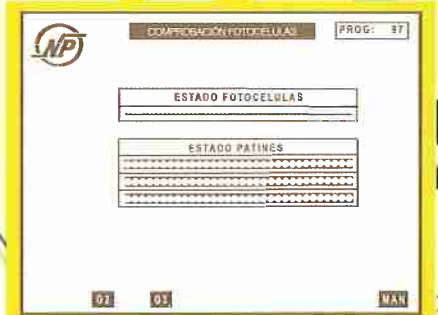 NP
COMPROBACIÓN FOTOCELULAS
PROG: 97
ESTADO FOTOCELULAS
ESTADO PATINES
02
03
MAN